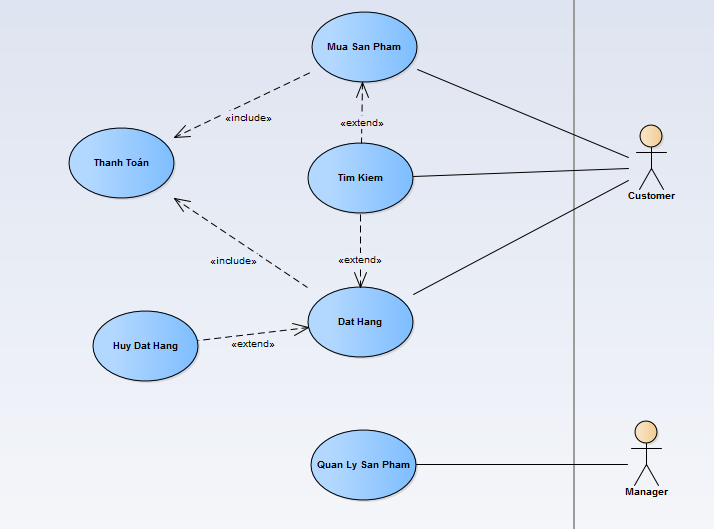 Mua San Pham
«include»
«extend»
Thanh Toán
Tim Kiem
Customer
«include»
«extend»
Dat Hang
Huy Dat Hang
«extend»
Quan Ly San Pham
Manager